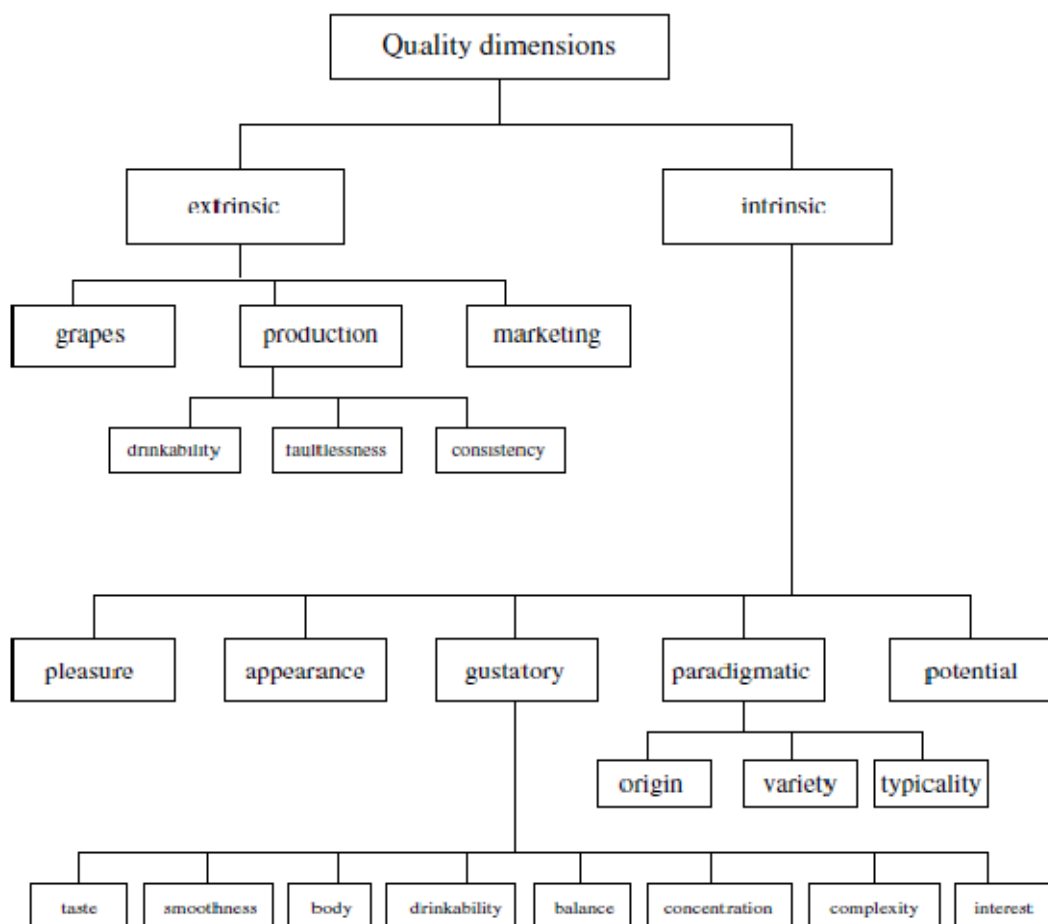 Quality dimensions
extrinsic
intrinsic
grapes
production
marketing
drinkability
faultlessness
consistency
pleasure
appearance
gustatory
paradigmatic
potential
origin
variety
typicality
taste
smoothness
body
drinkability
balance
concentration
complexity
interest